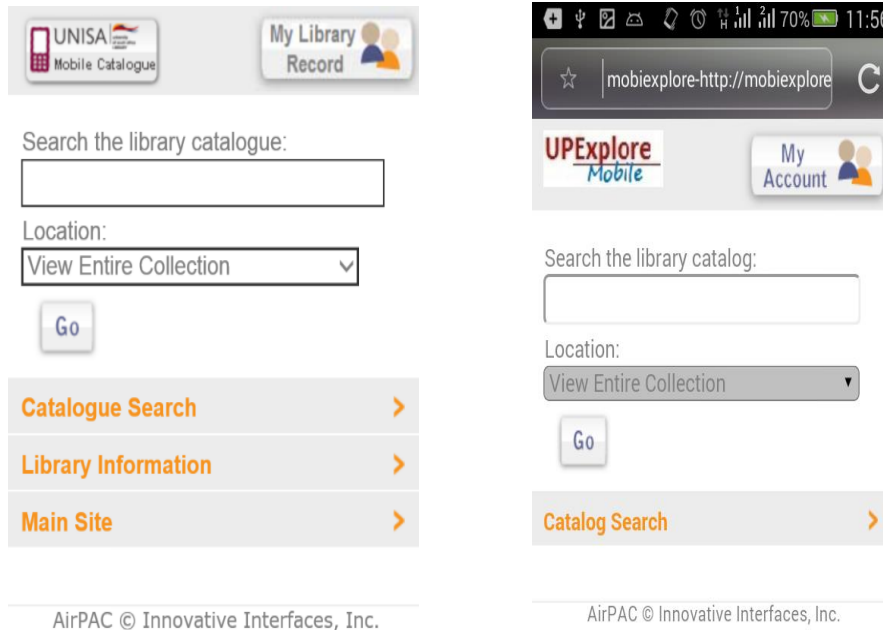 UNISA
Mobile Catalogue
My Library
Record
Search the library catalogue:
Location:
View Entire Collection
Go
Catalogue Search
Library Information
Main Site
AirPAC © Innovative Interfaces, Inc.
70% 11:56
mobiexplore-http://mobiexplore
UPExplore
Mobile
My
Account
Search the library catalog:
Location:
View Entire Collection
Go
Catalog Search
AirPAC © Innovative Interfaces, Inc.